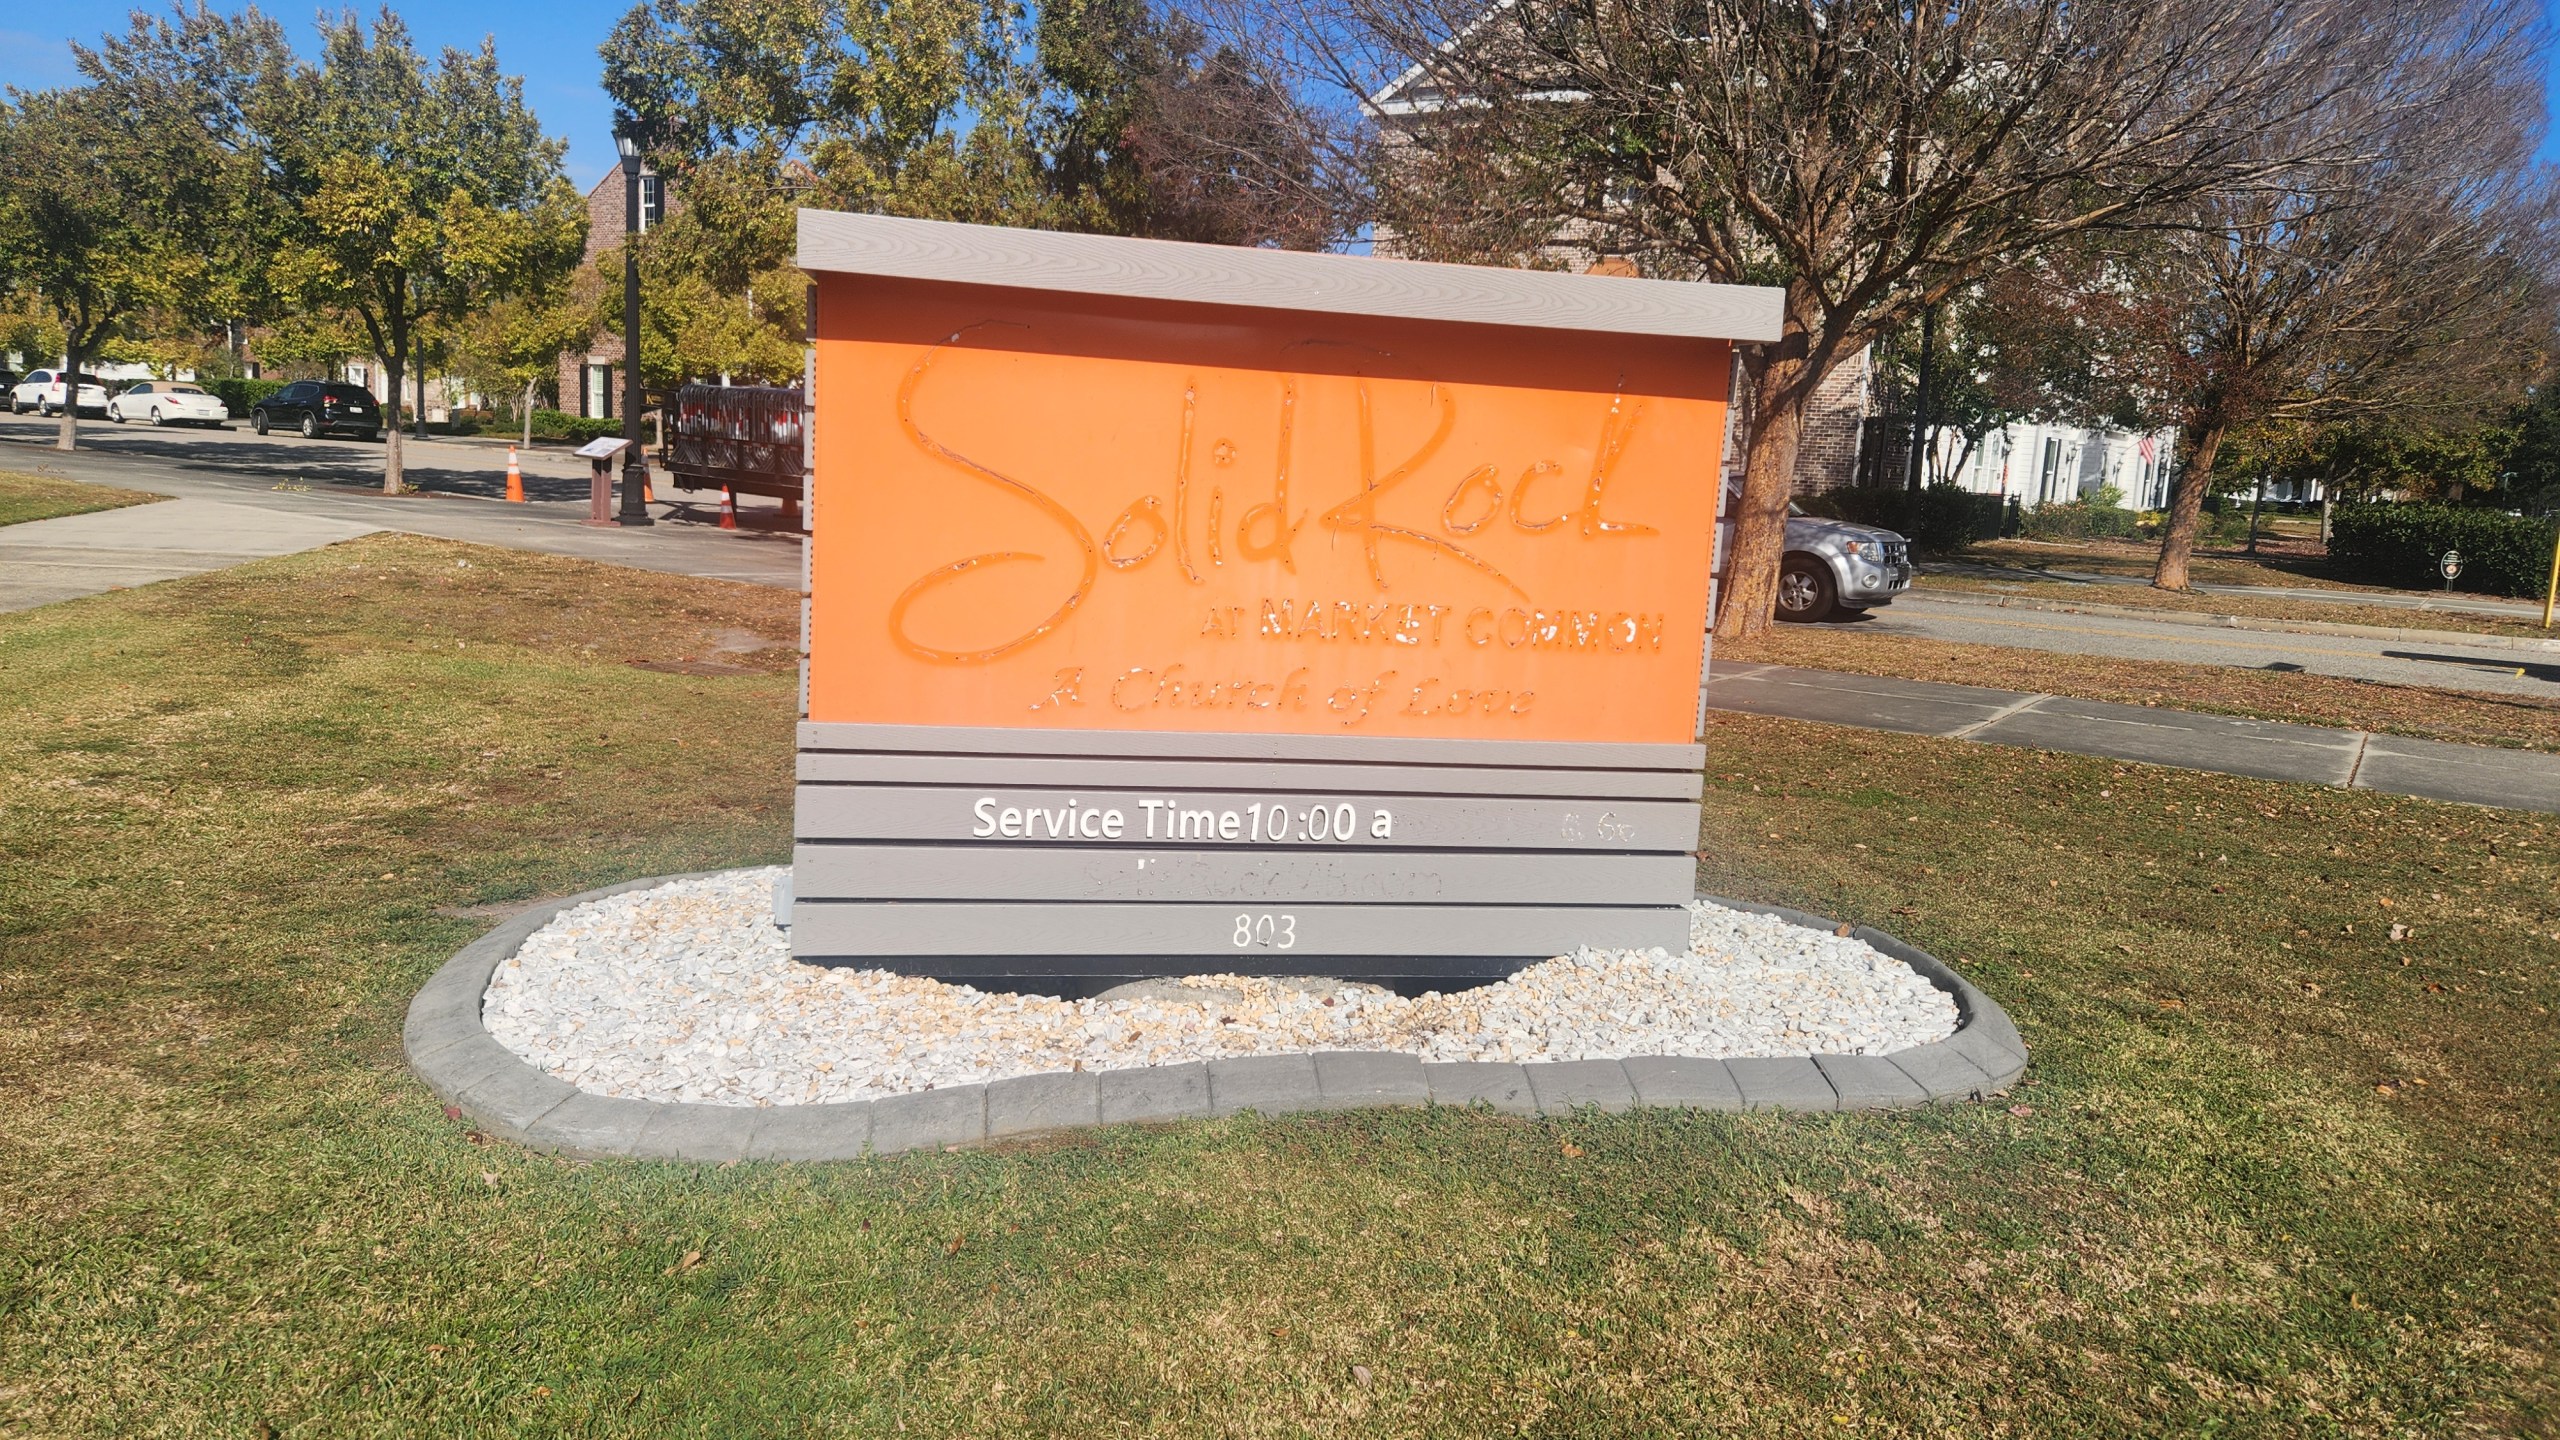 Solid Rock
AT MARKET COMMON
A Church of Love
Service Time 10:00 a
803